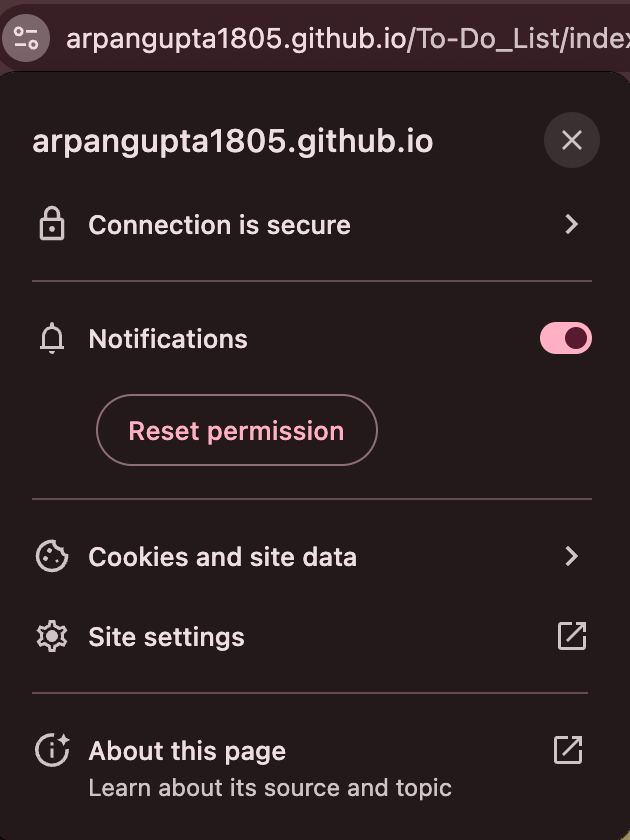 arpangupta1805.github.io/To-Do_List/index
arpangupta1805.github.io
Connection is secure
Notifications
Reset permission
Cookies and site data
Site settings
About this page
Learn about its source and topic